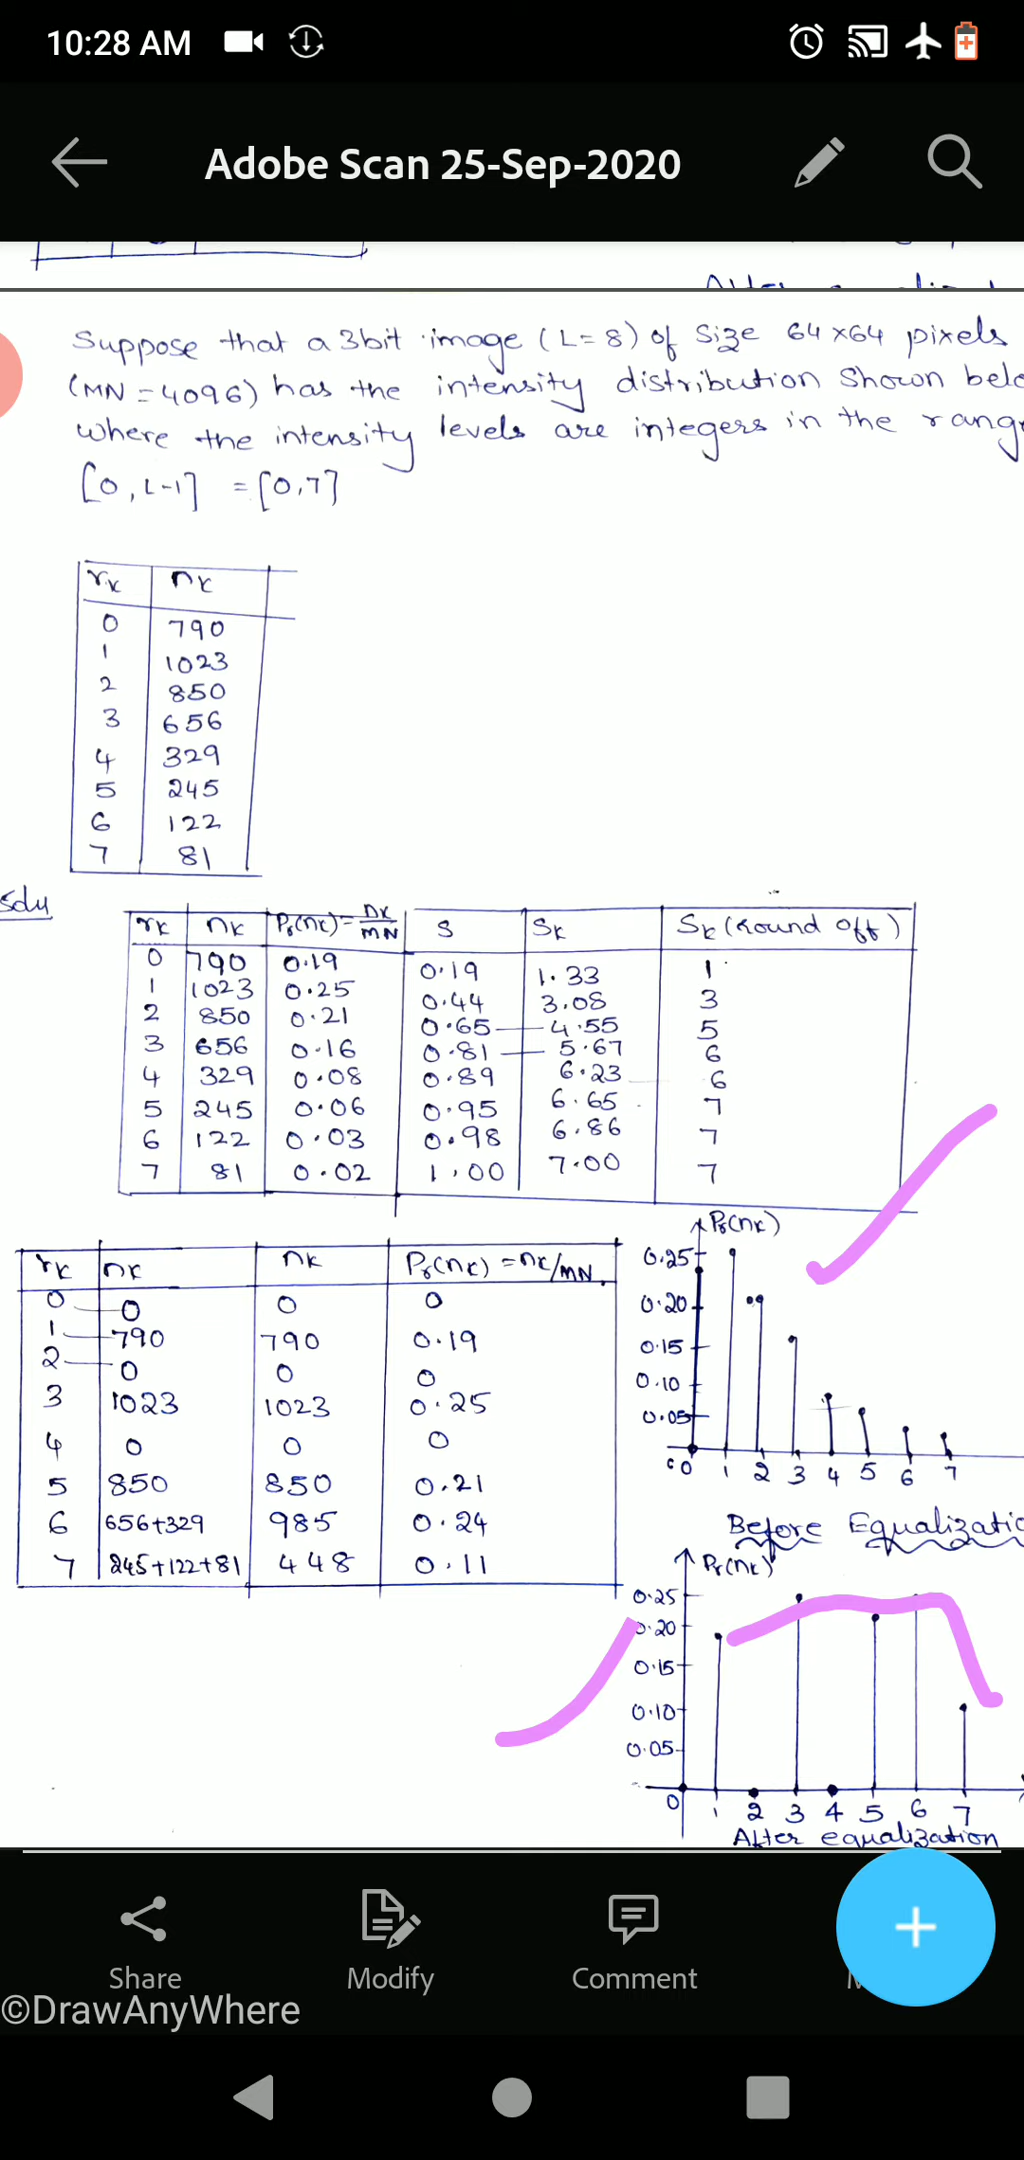 10:28 AM
Adobe Scan 25-Sep-2020
Suppose that a 3bit image (L=8) of Size 64x64 pixels
(MN=4096) has the intensity distribution Shown belo
where the intensity levels are integers in the rang
[0,L-1] = [0,7]
rk nk
0 790
1 1023
2 850
3 656
4 329
5 245
6 122
7 81
Solu
rk nk Pr(nk)=nk/MN S Sk Sk (round off)
0 790 0.19 0.19 1.33 1
1 1023 0.25 0.44 3.08 3
2 850 0.21 0.65 4.55 5
3 656 0.16 0.81 5.67 6
4 329 0.08 0.89 6.23 6
5 245 0.06 0.95 6.65 7
6 122 0.03 0.98 6.86 7
7 81 0.02 1.00 7.00 7
rk nk nk Pr(nk)=nk/MN
0 0 0 0
1 790 790 0.19
2 0 0 0
3 1023 1023 0.25
4 0 0 0
5 850 850 0.21
6 656+329 985 0.24
7 245+122+81 448 0.11
Pr(nk)
0.25
0.20
0.15
0.10
0.05
0 1 2 3 4 5 6 7
Before Equalizatio
Pr(nk)
0.25
0.20
0.15
0.10
0.05
0 1 2 3 4 5 6 7
After equalization
Share Modify Comment
©DrawAnyWhere